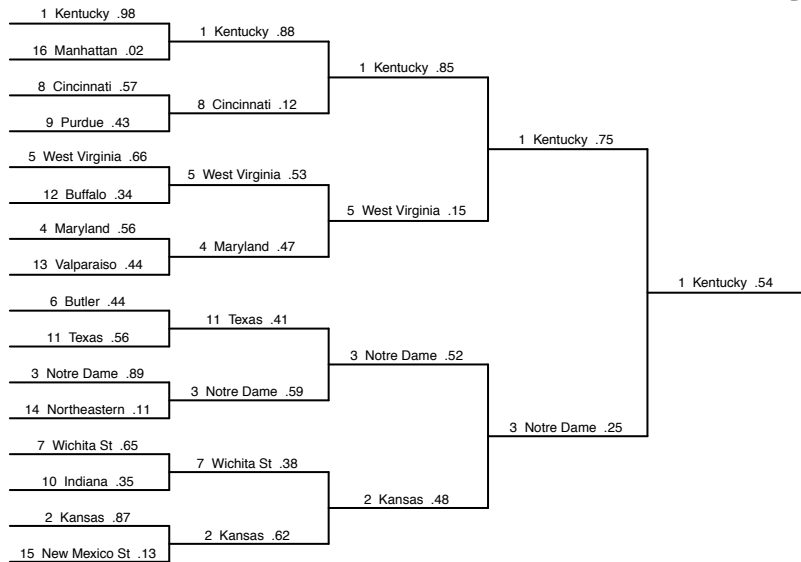 1 Kentucky .98
16 Manhattan .02
8 Cincinnati .57
9 Purdue .43
5 West Virginia .66
12 Buffalo .34
4 Maryland .56
13 Valparaiso .44
6 Butler .44
11 Texas .56
3 Notre Dame .89
14 Northeastern .11
7 Wichita St .65
10 Indiana .35
2 Kansas .87
15 New Mexico St .13
1 Kentucky .88
8 Cincinnati .12
5 West Virginia .53
4 Maryland .47
11 Texas .41
3 Notre Dame .59
7 Wichita St .38
2 Kansas .62
1 Kentucky .85
5 West Virginia .15
3 Notre Dame .52
2 Kansas .48
1 Kentucky .75
3 Notre Dame .25
1 Kentucky .54